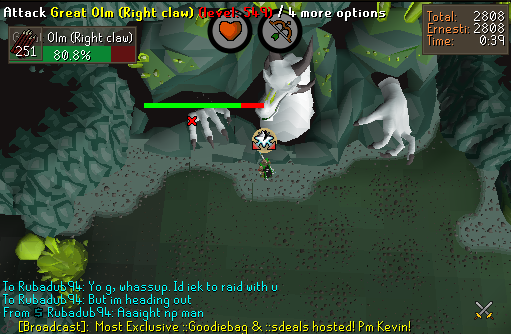 Attack Great Olm (Right claw) (level: 549) / 4 more options
Great Olm (Right claw)
251 80.8%
Total: 2808
Ernesti: 2808
Time: 0:39
To Rubadub94: Yo g, whassup. Id iek to raid with u
To Rubadub94: But im heading out
From S Rubadub94: Aaaight np man
[Broadcast]: Most Exclusive ::Goodiebag & ::sdeals hosted! Pm Kevin!